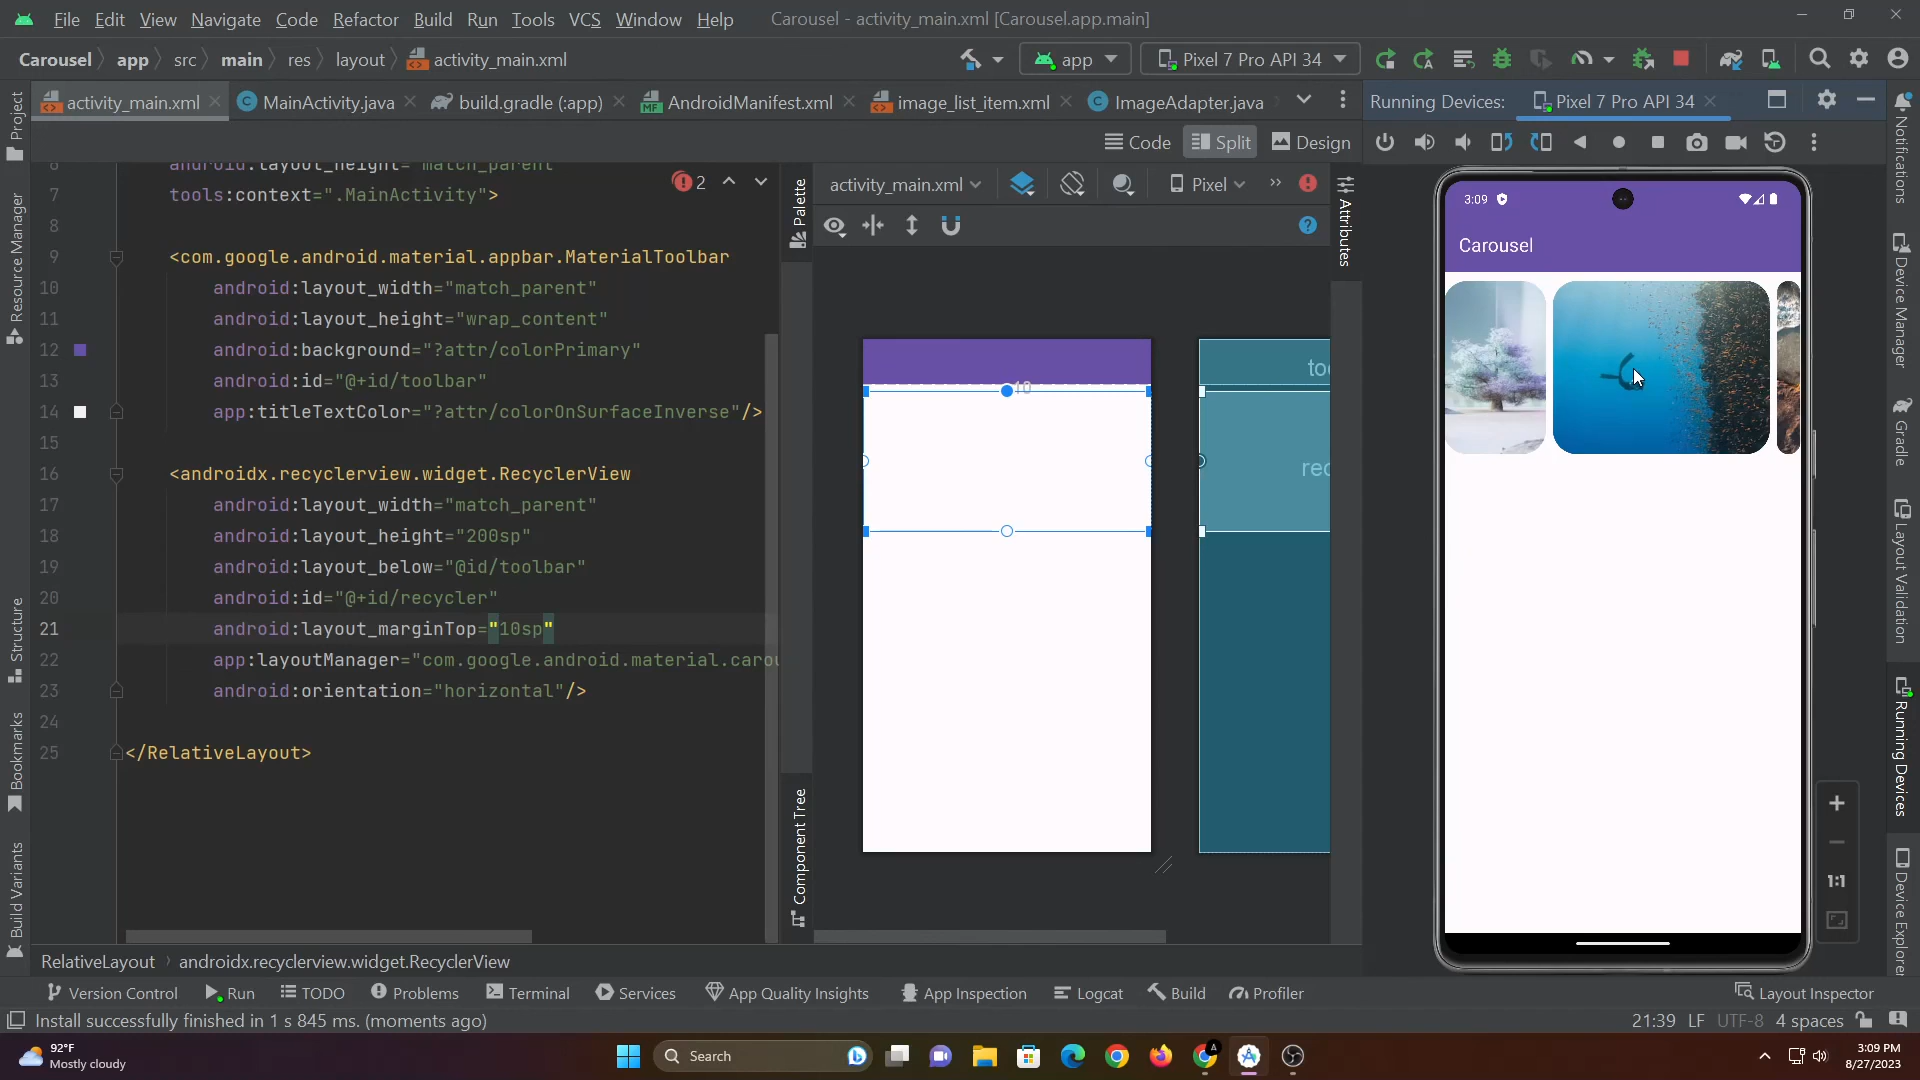 File Edit View Navigate Code Refactor Build Run Tools VCS Window Help Carousel - activity_main.xml [Carousel.app.main]
Carousel app src main res layout activity_main.xml app Pixel 7 Pro API 34
activity_main.xml MainActivity.java build.gradle (:app) AndroidManifest.xml image_list_item.xml ImageAdapter.java Running Devices: Pixel 7 Pro API 34
Code Split Design
activity_main.xml Pixel
2
6 android:layout_height="match_parent"
7 tools:context=".MainActivity">
8
9 <com.google.android.material.appbar.MaterialToolbar
10 android:layout_width="match_parent"
11 android:layout_height="wrap_content"
12 android:background="?attr/colorPrimary"
13 android:id="@+id/toolbar"
14 app:titleTextColor="?attr/colorOnSurfaceInverse"/>
15
16 <androidx.recyclerview.widget.RecyclerView
17 android:layout_width="match_parent"
18 android:layout_height="200sp"
19 android:layout_below="@id/toolbar"
20 android:id="@+id/recycler"
21 android:layout_marginTop="10sp"
22 app:layoutManager="com.google.android.material.carou
23 android:orientation="horizontal"/>
24
25 </RelativeLayout>
Project
Resource Manager
Structure
Bookmarks
Build Variants
Palette
Component Tree
10
too
rec
Attributes
3:09
Carousel
1:1
Notifications
Device Manager
Gradle
Layout Validation
Running Devices
Device Explorer
RelativeLayout androidx.recyclerview.widget.RecyclerView
Version Control Run TODO Problems Terminal Services App Quality Insights App Inspection Logcat Build Profiler Layout Inspector
Install successfully finished in 1 s 845 ms. (moments ago) 21:39 LF UTF-8 4 spaces
92°F
Mostly cloudy
Search
A
3:09 PM
8/27/2023